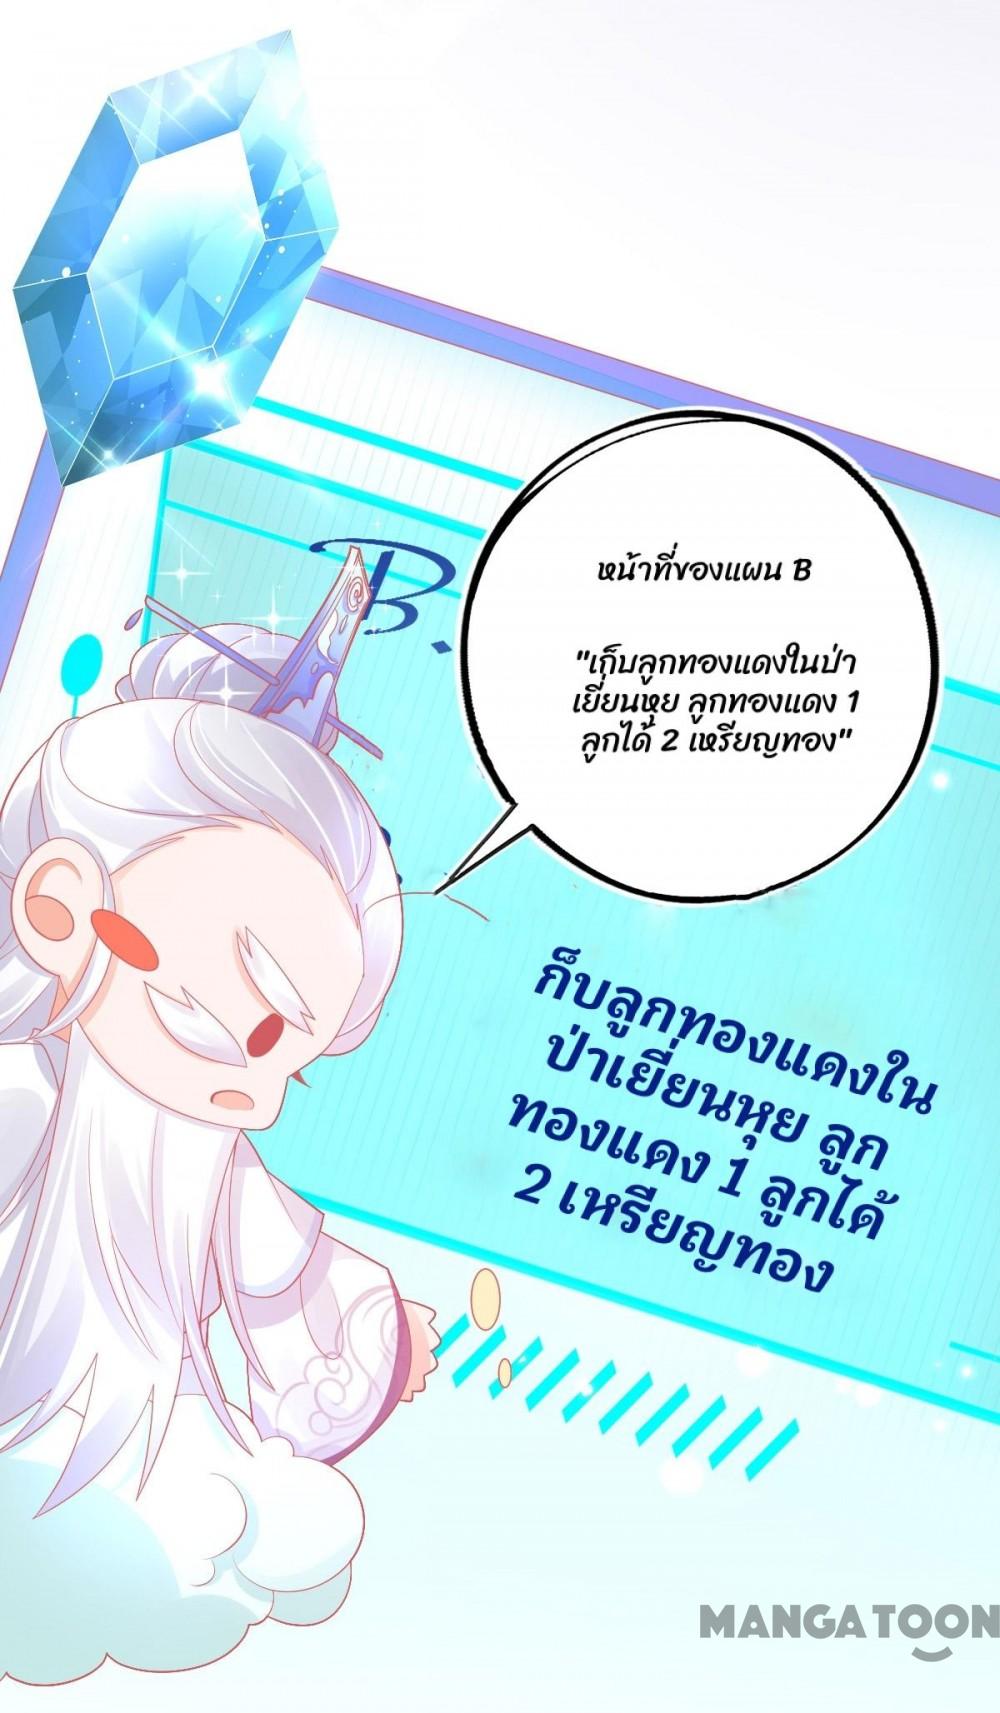 B.
หน้าที่ของแผน B
"เก็บลูกทองแดงในป่า
เยี่ยนหุย ลูกทองแดง 1
ลูกได้ 2 เหรียญทอง"
ก็บลูกทองแดงใน
ป่าเยี่ยนหุย ลูก
ทองแดง 1 ลูกได้
2 เหรียญทอง
MANGATOON